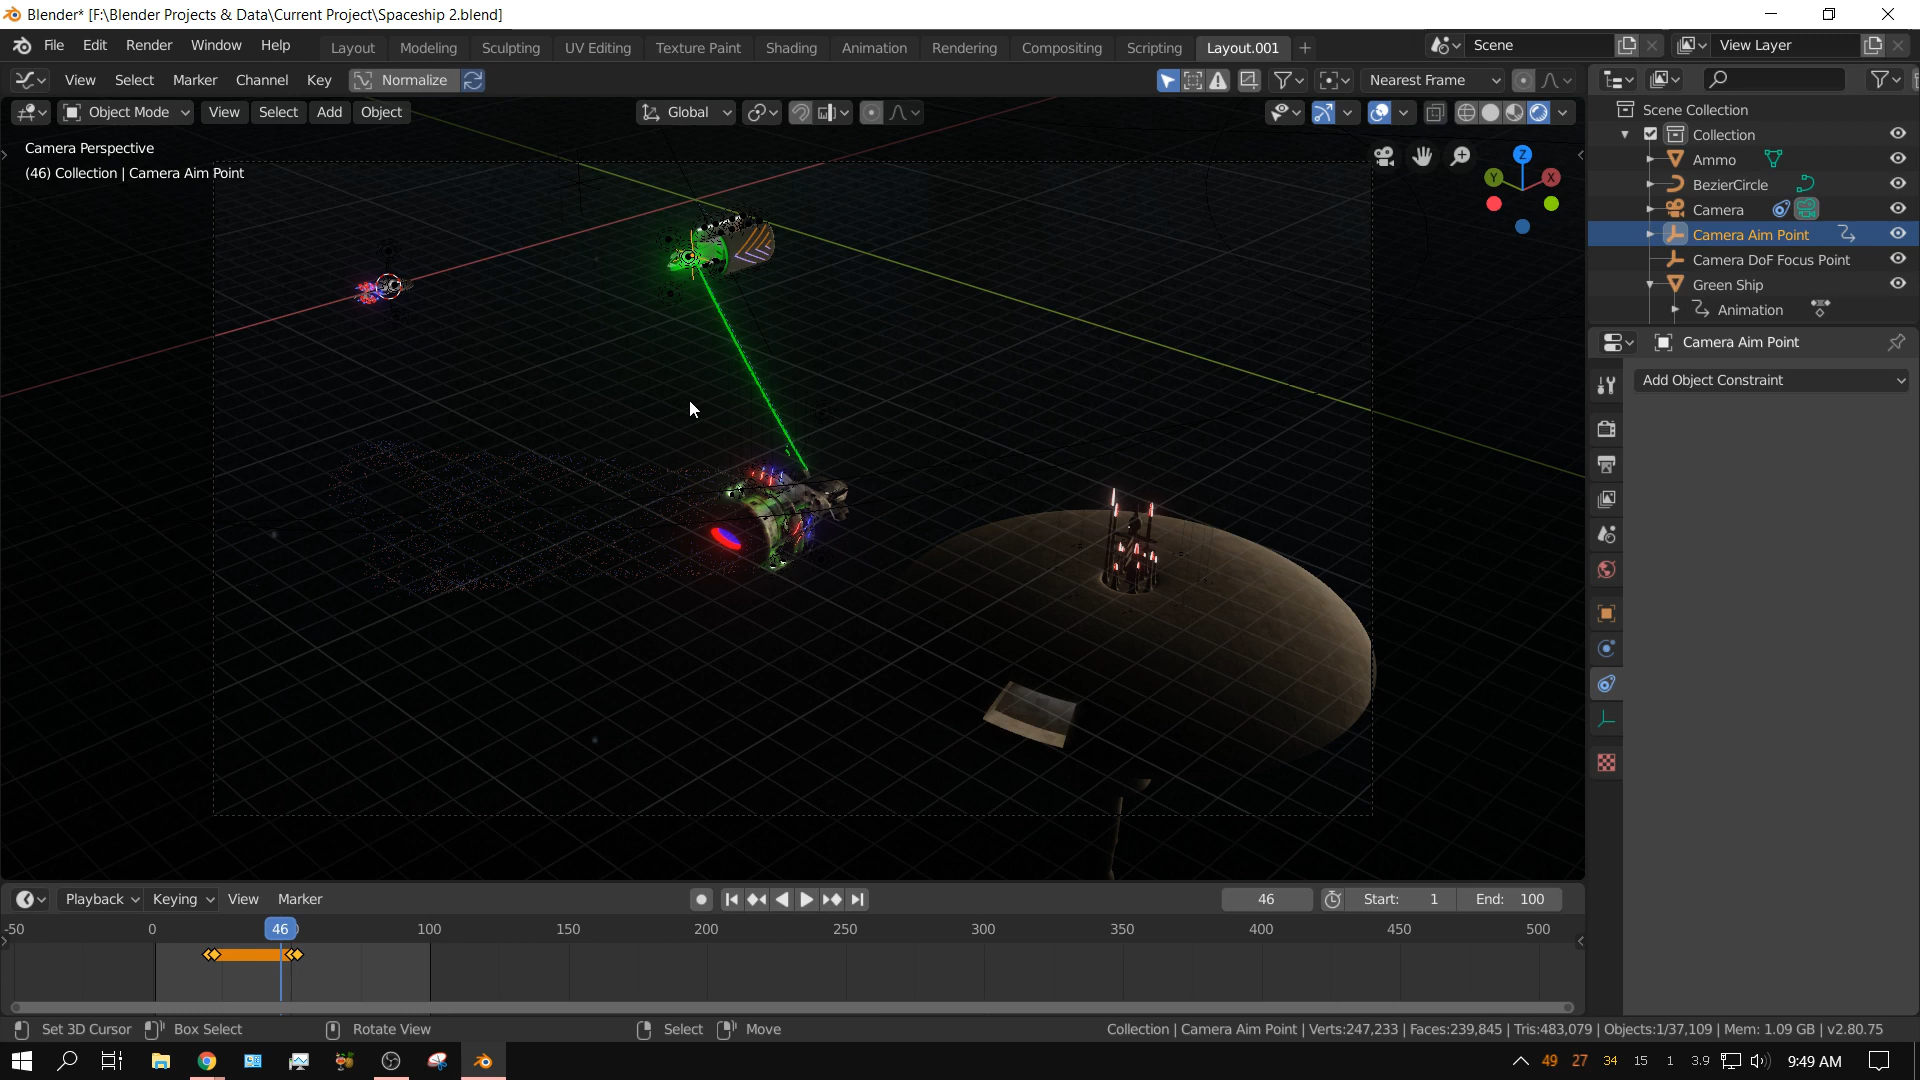 Blender* [F:\Blender Projects & Data\Current Project\Spaceship 2.blend]
File Edit Render Window Help Layout Modeling Sculpting UV Editing Texture Paint Shading Animation Rendering Compositing Scripting Layout.001 + Scene View Layer
View Select Marker Channel Key Normalize Nearest Frame
Object Mode View Select Add Object Global
Camera Perspective
(46) Collection | Camera Aim Point
Z
Y
X
Scene Collection
Collection
Ammo
BezierCircle
Camera
Camera Aim Point
Camera DoF Focus Point
Green Ship
Animation
Camera Aim Point
Add Object Constraint
Playback Keying View Marker 46 Start: 1 End: 100
-50 0 46 100 150 200 250 300 350 400 450 500
Set 3D Cursor Box Select Rotate View Select Move Collection | Camera Aim Point | Verts:247,233 | Faces:239,845 | Tris:483,079 | Objects:1/37,109 | Mem: 1.09 GB | v2.80.75
49 27 34 15 1 3.9 9:49 AM